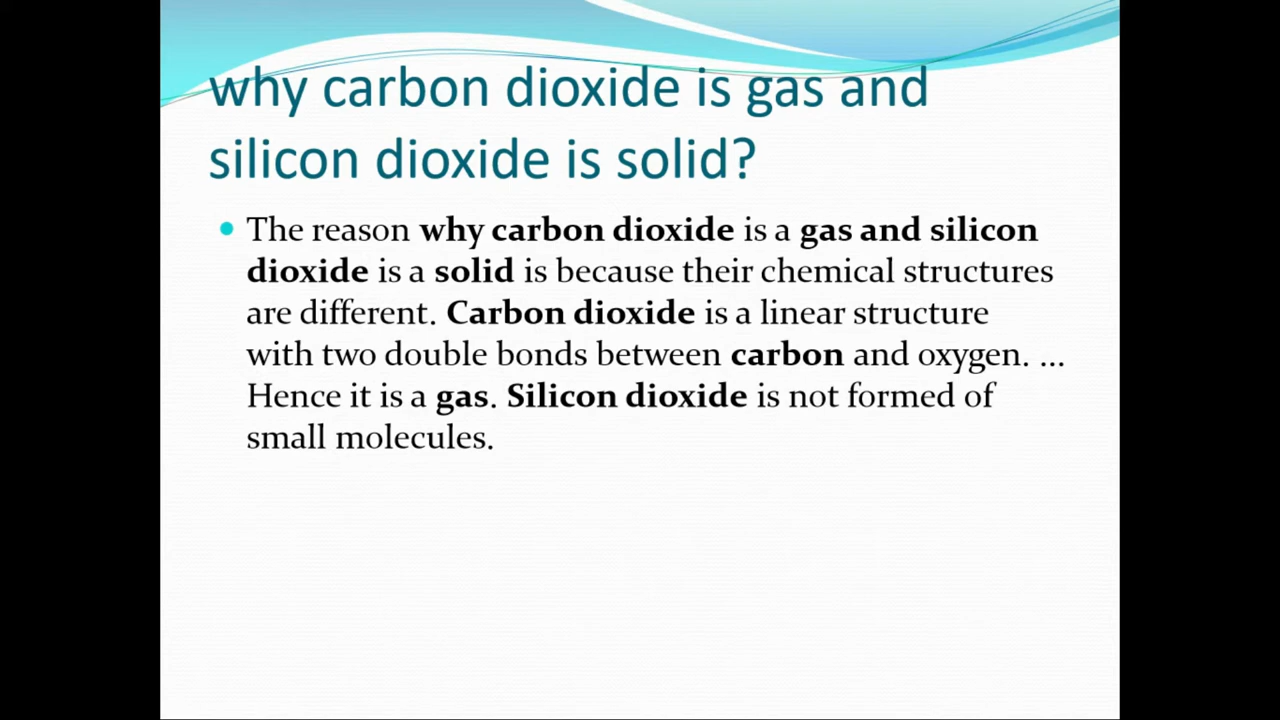 why carbon dioxide is gas and
silicon dioxide is solid?
The reason why carbon dioxide is a gas and silicon
dioxide is a solid is because their chemical structures
are different. Carbon dioxide is a linear structure
with two double bonds between carbon and oxygen. ...
Hence it is a gas. Silicon dioxide is not formed of
small molecules.